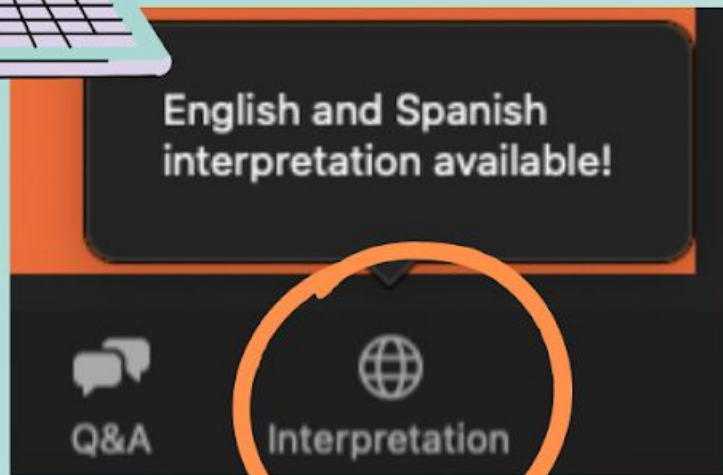 English and Spanish
interpretation available!
Q&A
Interpretation